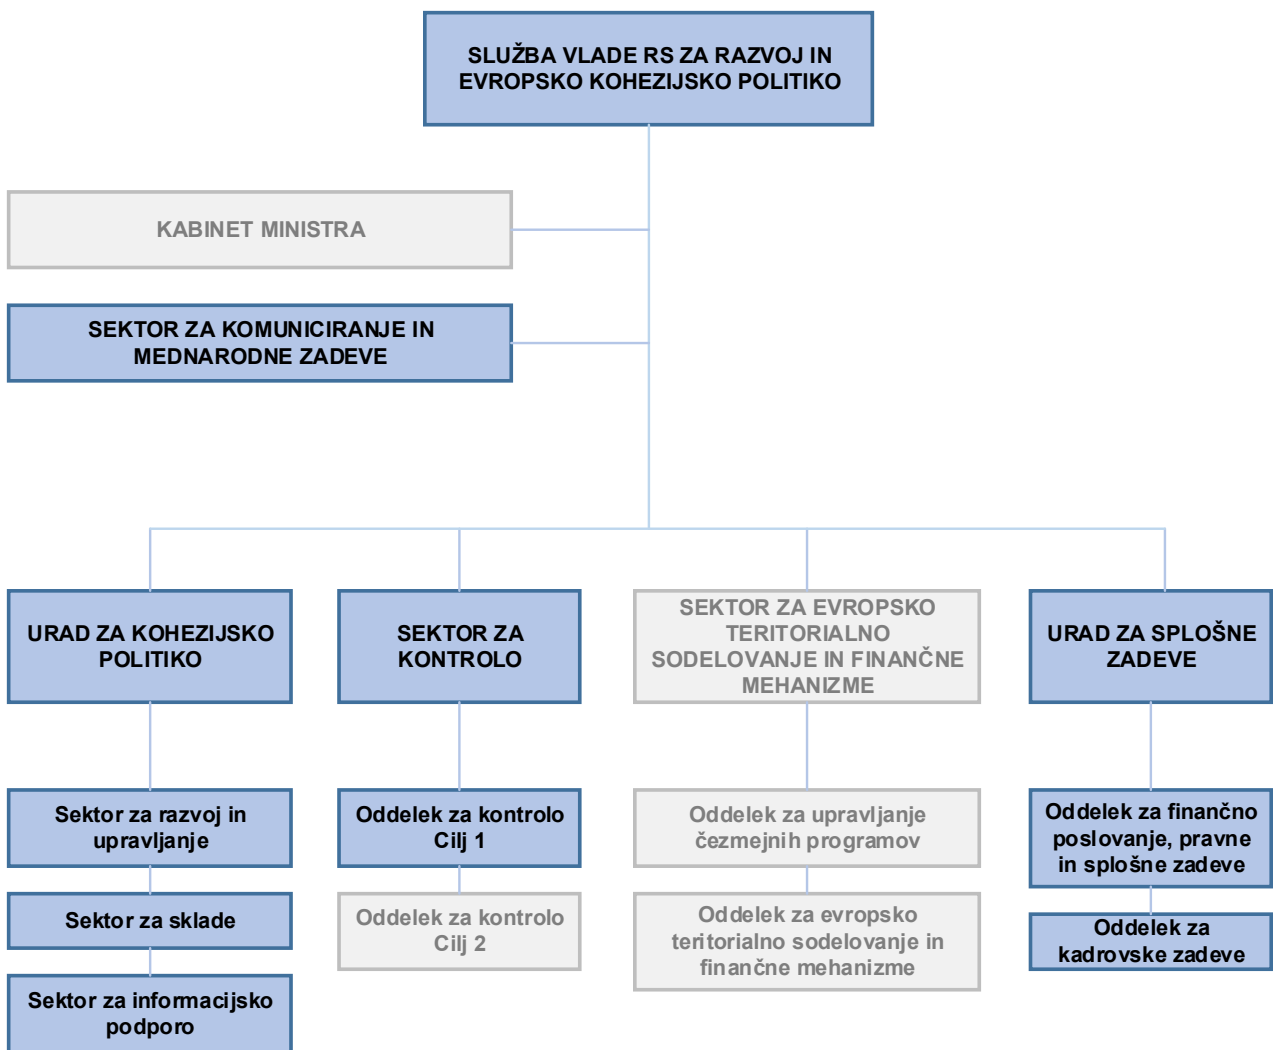 SLUŽBA VLADE RS ZA RAZVOJ IN
EVROPSKO KOHEZIJSKO POLITIKO
KABINET MINISTRA
SEKTOR ZA KOMUNICIRANJE IN
MEDNARODNE ZADEVE
URAD ZA KOHEZIJSKO
POLITIKO
Sektor za razvoj in
upravljanje
Sektor za sklade
Sektor za informacijsko
podporo
SEKTOR ZA
KONTROLO
Oddelek za kontrolo
Cilj 1
Oddelek za kontrolo
Cilj 2
SEKTOR ZA EVROPSKO
TERITORIALNO
SODELOVANJE IN FINANČNE
MEHANIZME
Oddelek za upravljanje
čezmejnih programov
Oddelek za evropsko
teritorialno sodelovanje in
finančne mehanizme
URAD ZA SPLOŠNE
ZADEVE
Oddelek za finančno
poslovanje, pravne
in splošne zadeve
Oddelek za
kadrovske zadeve